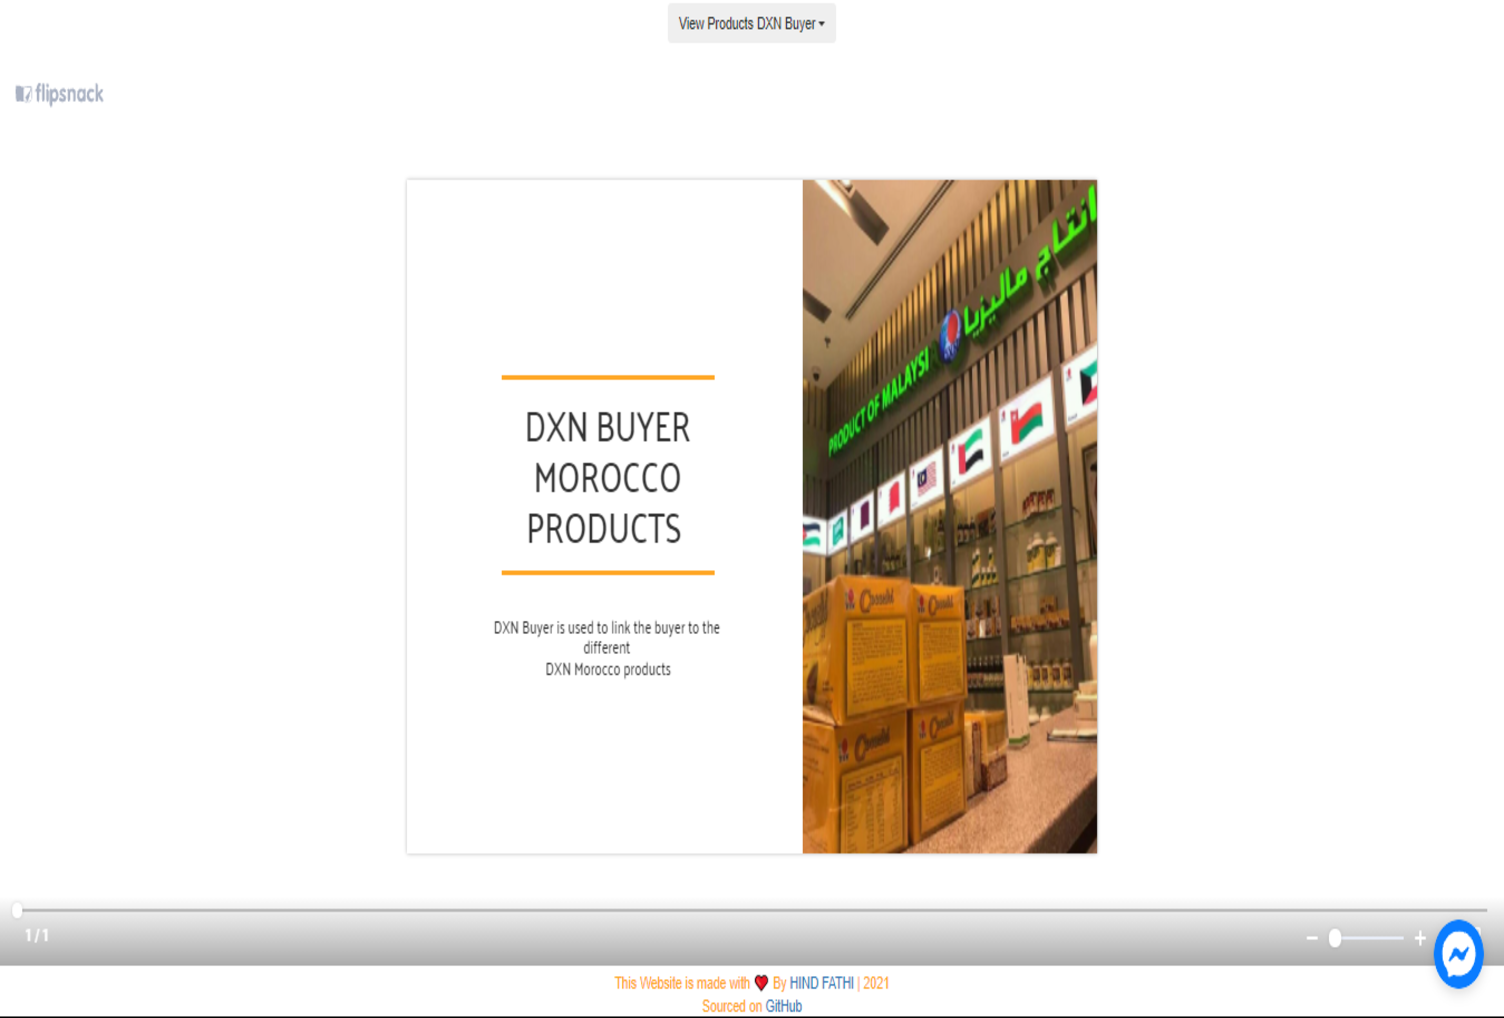 View Products DXN Buyer
flipsnack
DXN BUYER
MOROCCO
PRODUCTS
DXN Buyer is used to link the buyer to the
different
DXN Morocco products
انتاج ماليزيا
PRODUCT OF MALAYSI
1 / 1
This Website is made with ❤ By HIND FATHI | 2021
Sourced on GitHub